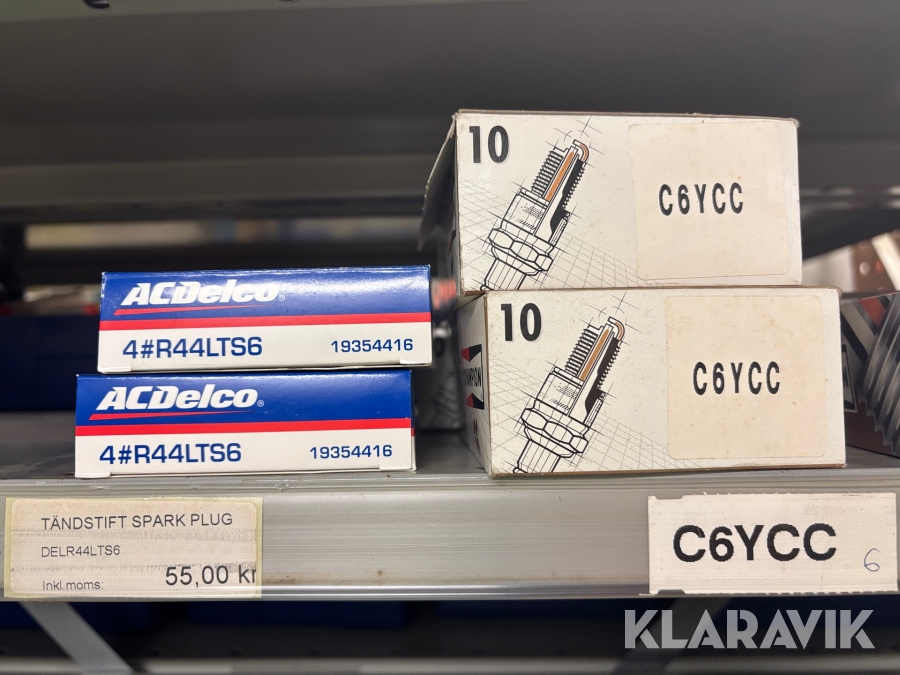 10
C6YCC
ACDelco®
4#R44LTS6 19354416
10
C6YCC
CHAMPION
ACDelco®
4#R44LTS6 19354416
TÄNDSTIFT SPARK PLUG
DELR44LTS6
Inkl.moms: 55,00 kr
C6YCC 6
KLARAVIK